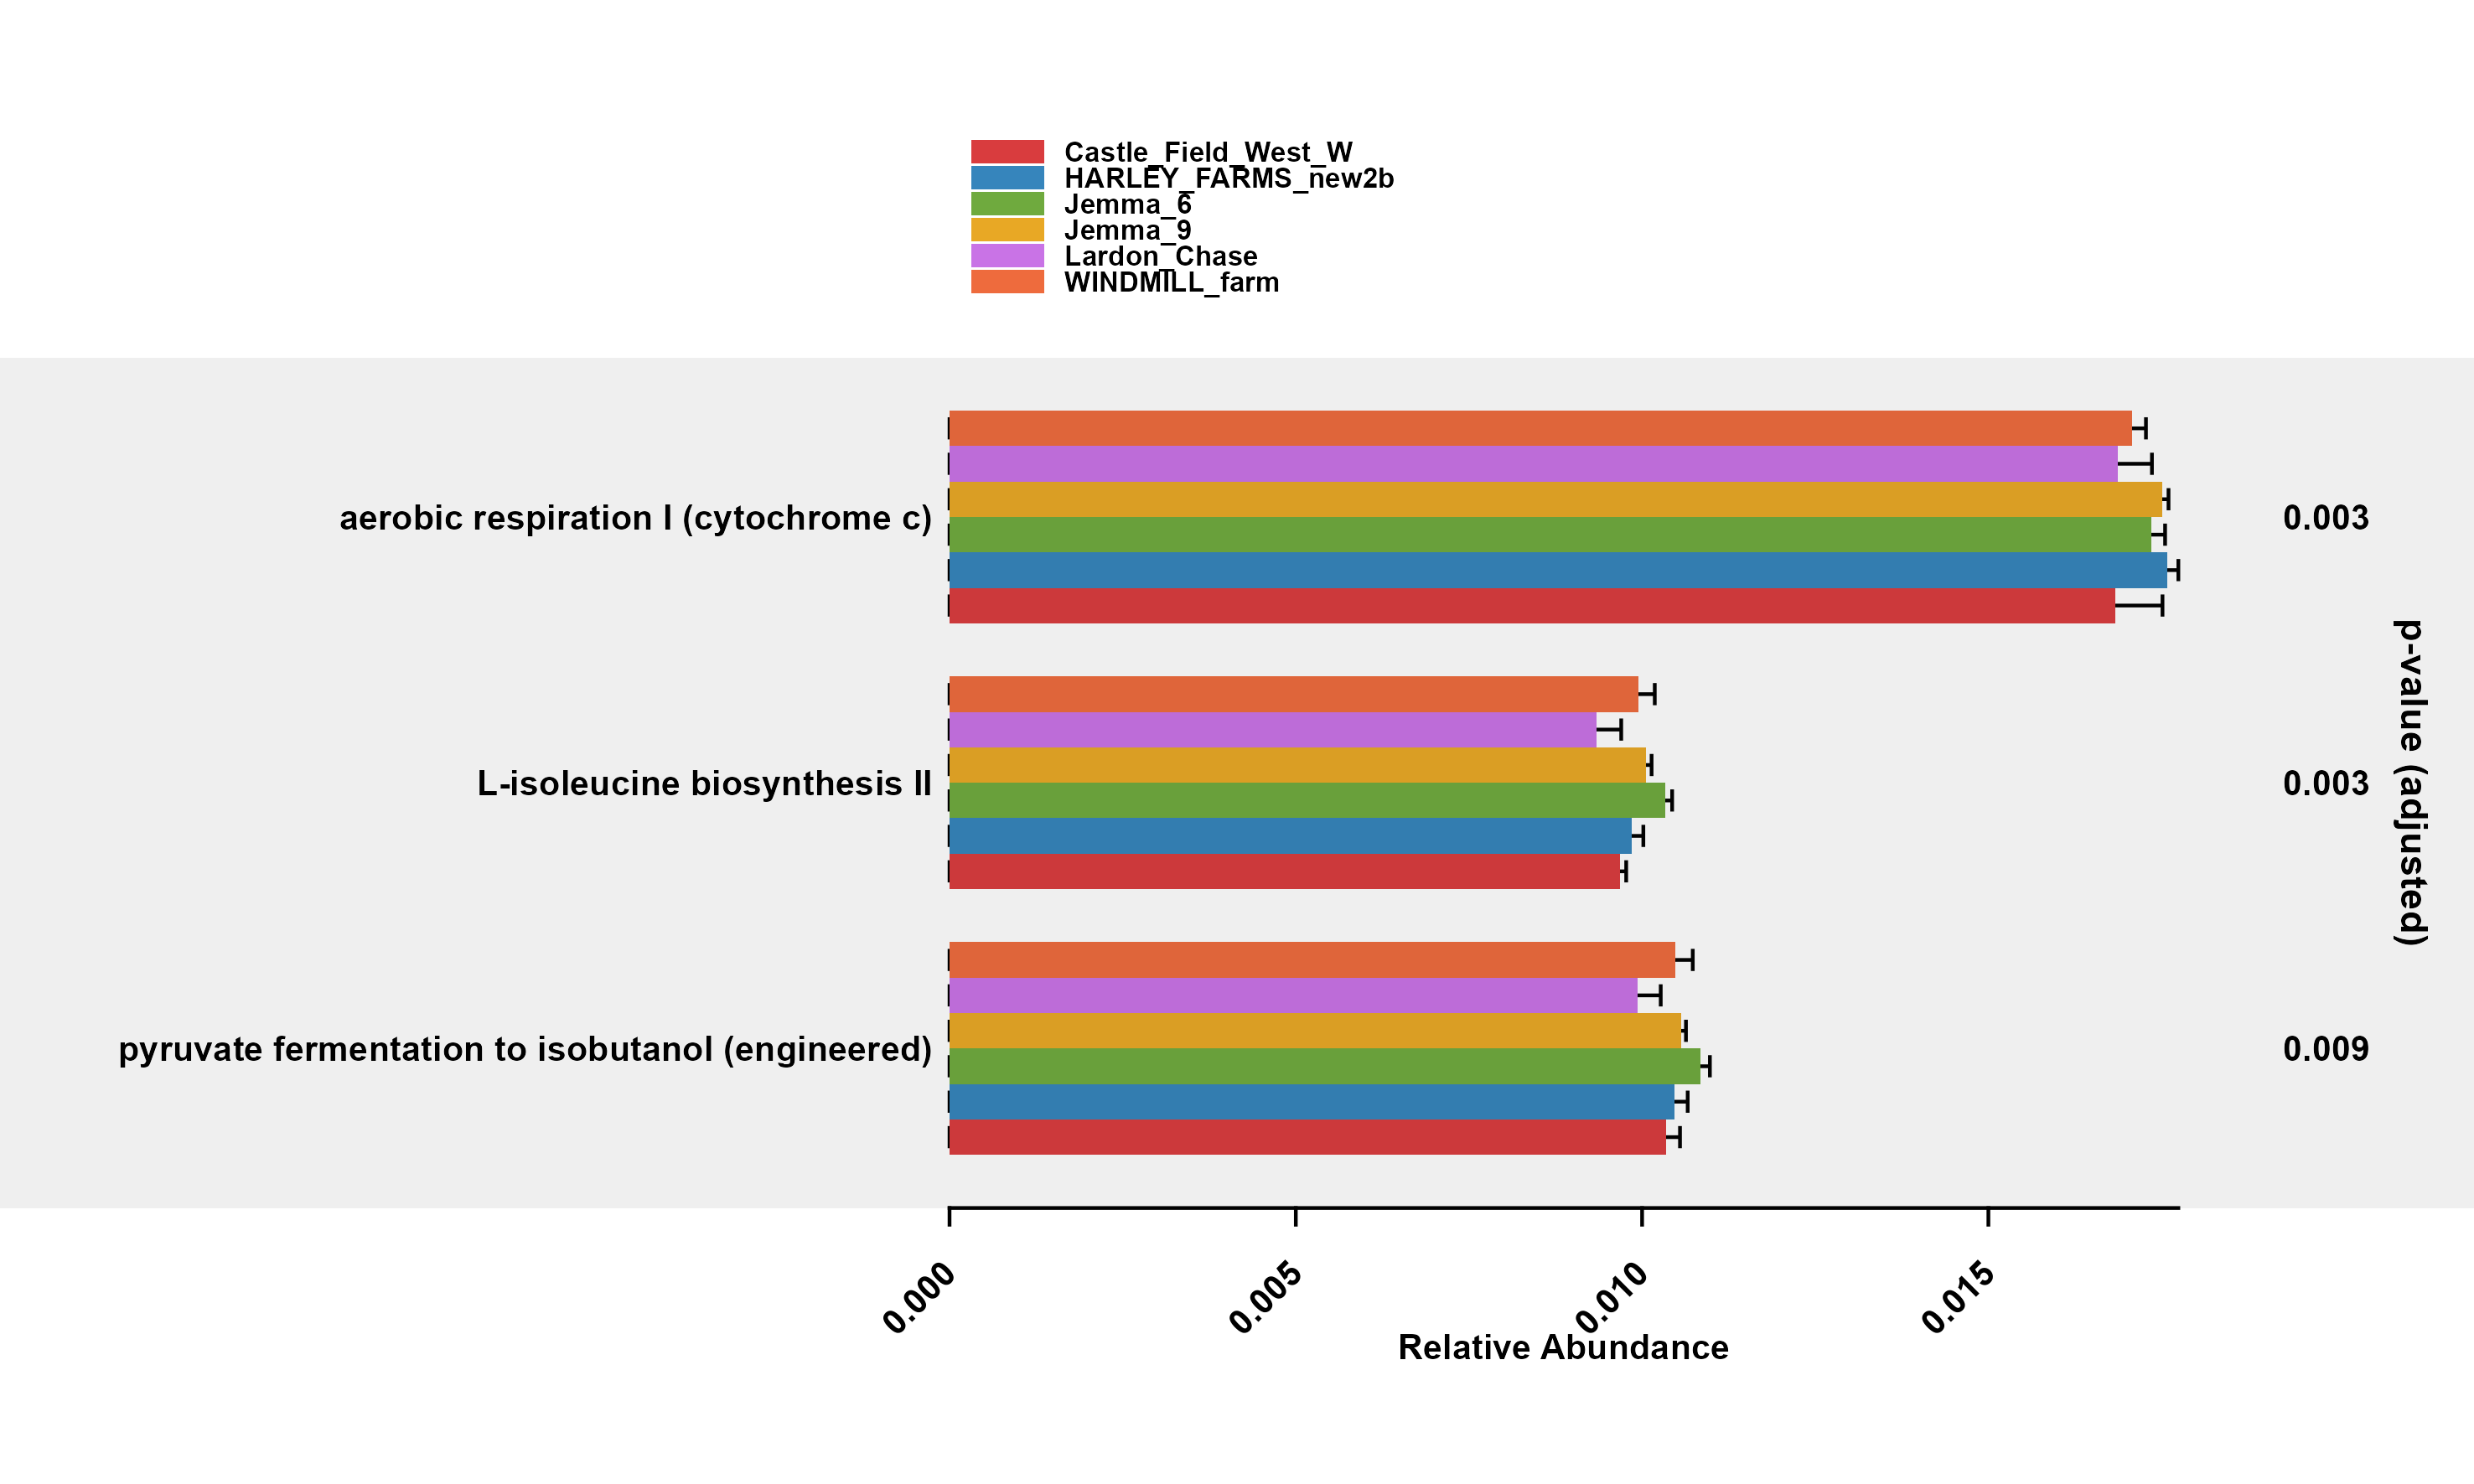 Castle_Field_West_W
HARLEY_FARMS_new2b
Jemma_6
Jemma_9
Lardon_Chase
WINDMILL_farm
aerobic respiration I (cytochrome c)
0.003
L-isoleucine biosynthesis II
0.003
pyruvate fermentation to isobutanol (engineered)
0.009
p-value (adjusted)
0.000
0.005
0.010
0.015
Relative Abundance